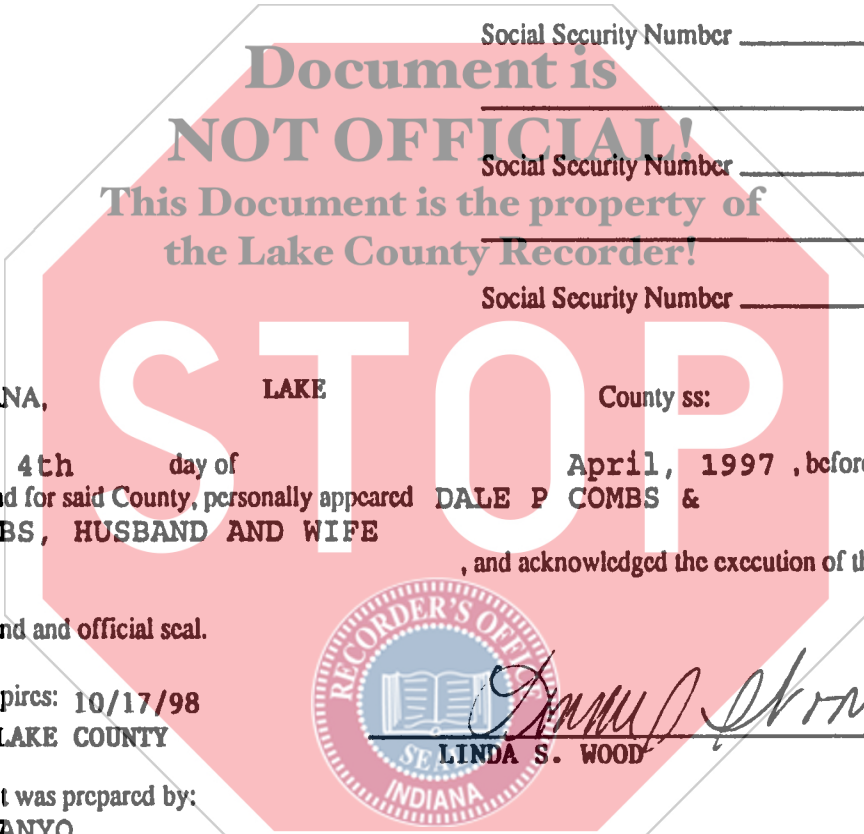 Social Security Number
Document is
NOT OFFICIAL!
Social Security Number
This Document is the property of
the Lake County Recorder!
Social Security Number
STOP
NA, LAKE County ss:
4th day of April, 1997 , before
d for said County, personally appeared DALE P COMBS &
BS, HUSBAND AND WIFE
, and acknowledged the execution of th
nd and official seal.
RECORDER'S OFFICE
pires: 10/17/98
LAKE COUNTY
LINDA S. WOOD
SEAL
INDIANA
t was prepared by:
ANYO